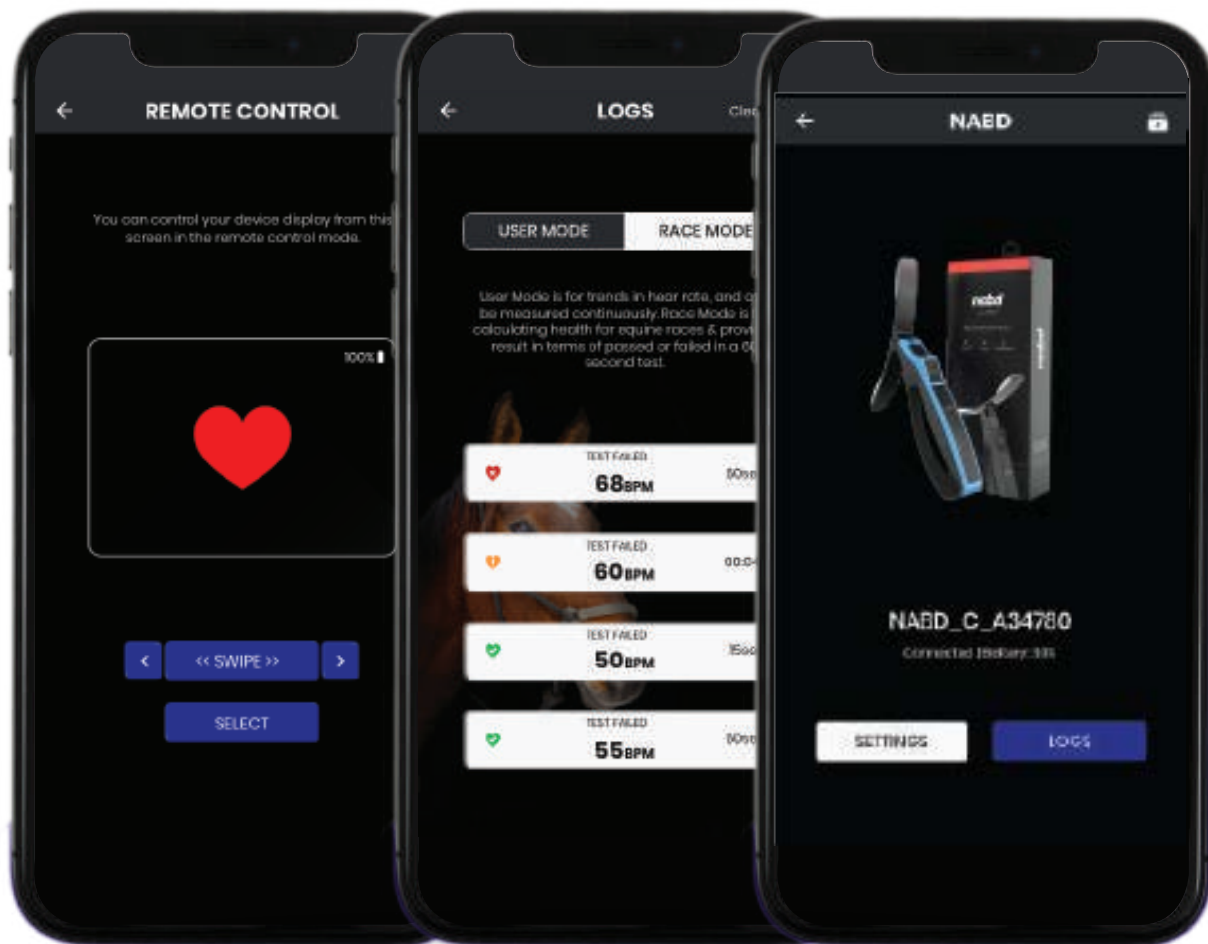 REMOTE CONTROL
You can control your device display from this
screen in the remote control mode.
100%
<
<< SWIPE >>
>
SELECT
LOGS
USER MODE
RACE MODE
User Mode is for trends in hear rate, and
be measured continuously. Race Mode is
calculating health for equine races &
result in terms of passed or failed in a
second test.
TEST FAILED
68BPM
TEST FAILED
60BPM
TEST FAILED
50BPM
TEST FAILED
55BPM
NABD
nabd
NABD_C_A34780
Connected
SETTINGS
LOGS